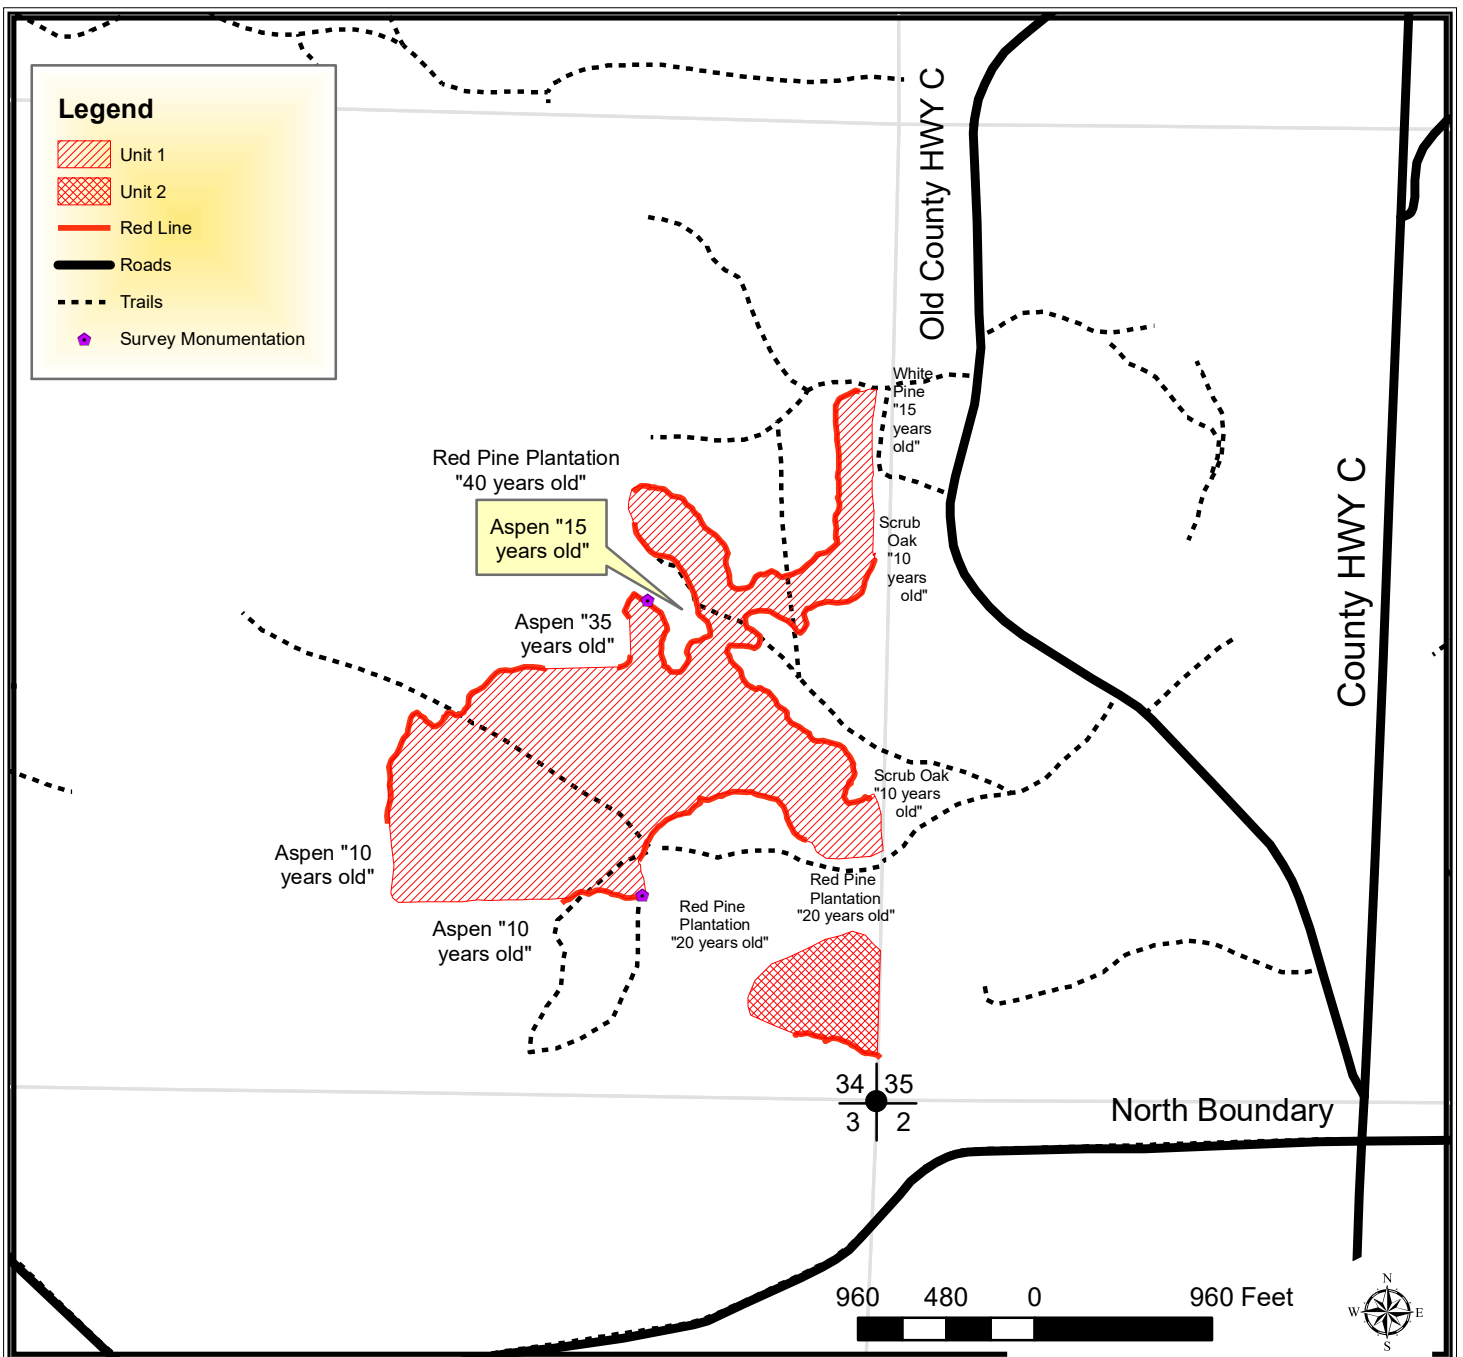 Legend
Unit 1
Unit 2
Red Line
Roads
Trails
Survey Monumentation
Old County HWY C
County HWY C
White
Pine
"15
years
old"
Red Pine Plantation
"40 years old"
Aspen "15
years old"
Scrub
Oak
"10
years
old"
Aspen "35
years old"
Scrub Oak
"10 years
old"
Aspen "10
years old"
Red Pine
Plantation
"20 years old"
Red Pine
Plantation
"20 years old"
Aspen "10
years old"
34 35
3 2
North Boundary
960 480 0 960 Feet
N
W E
S